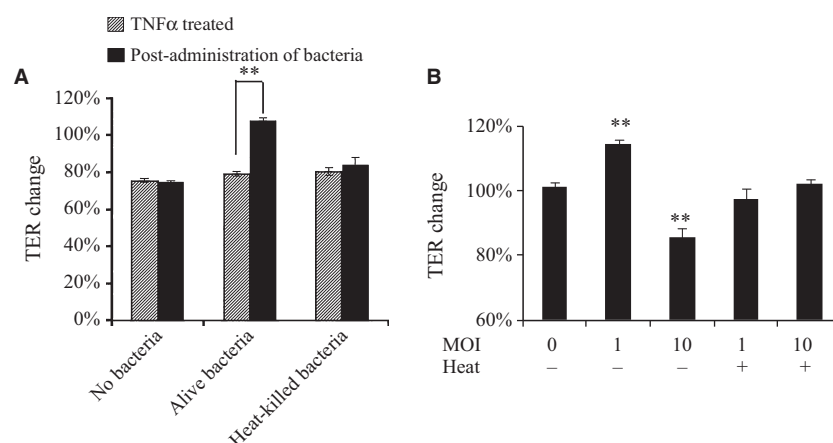 TNFα treated
Post-administration of bacteria
A
**
120%
100%
80%
60%
40%
20%
0%
TER change
No bacteria
Alive bacteria
Heat-killed bacteria
B
120%
100%
80%
60%
TER change
**
**
MOI 0 1 10 1 10
Heat – – – + +